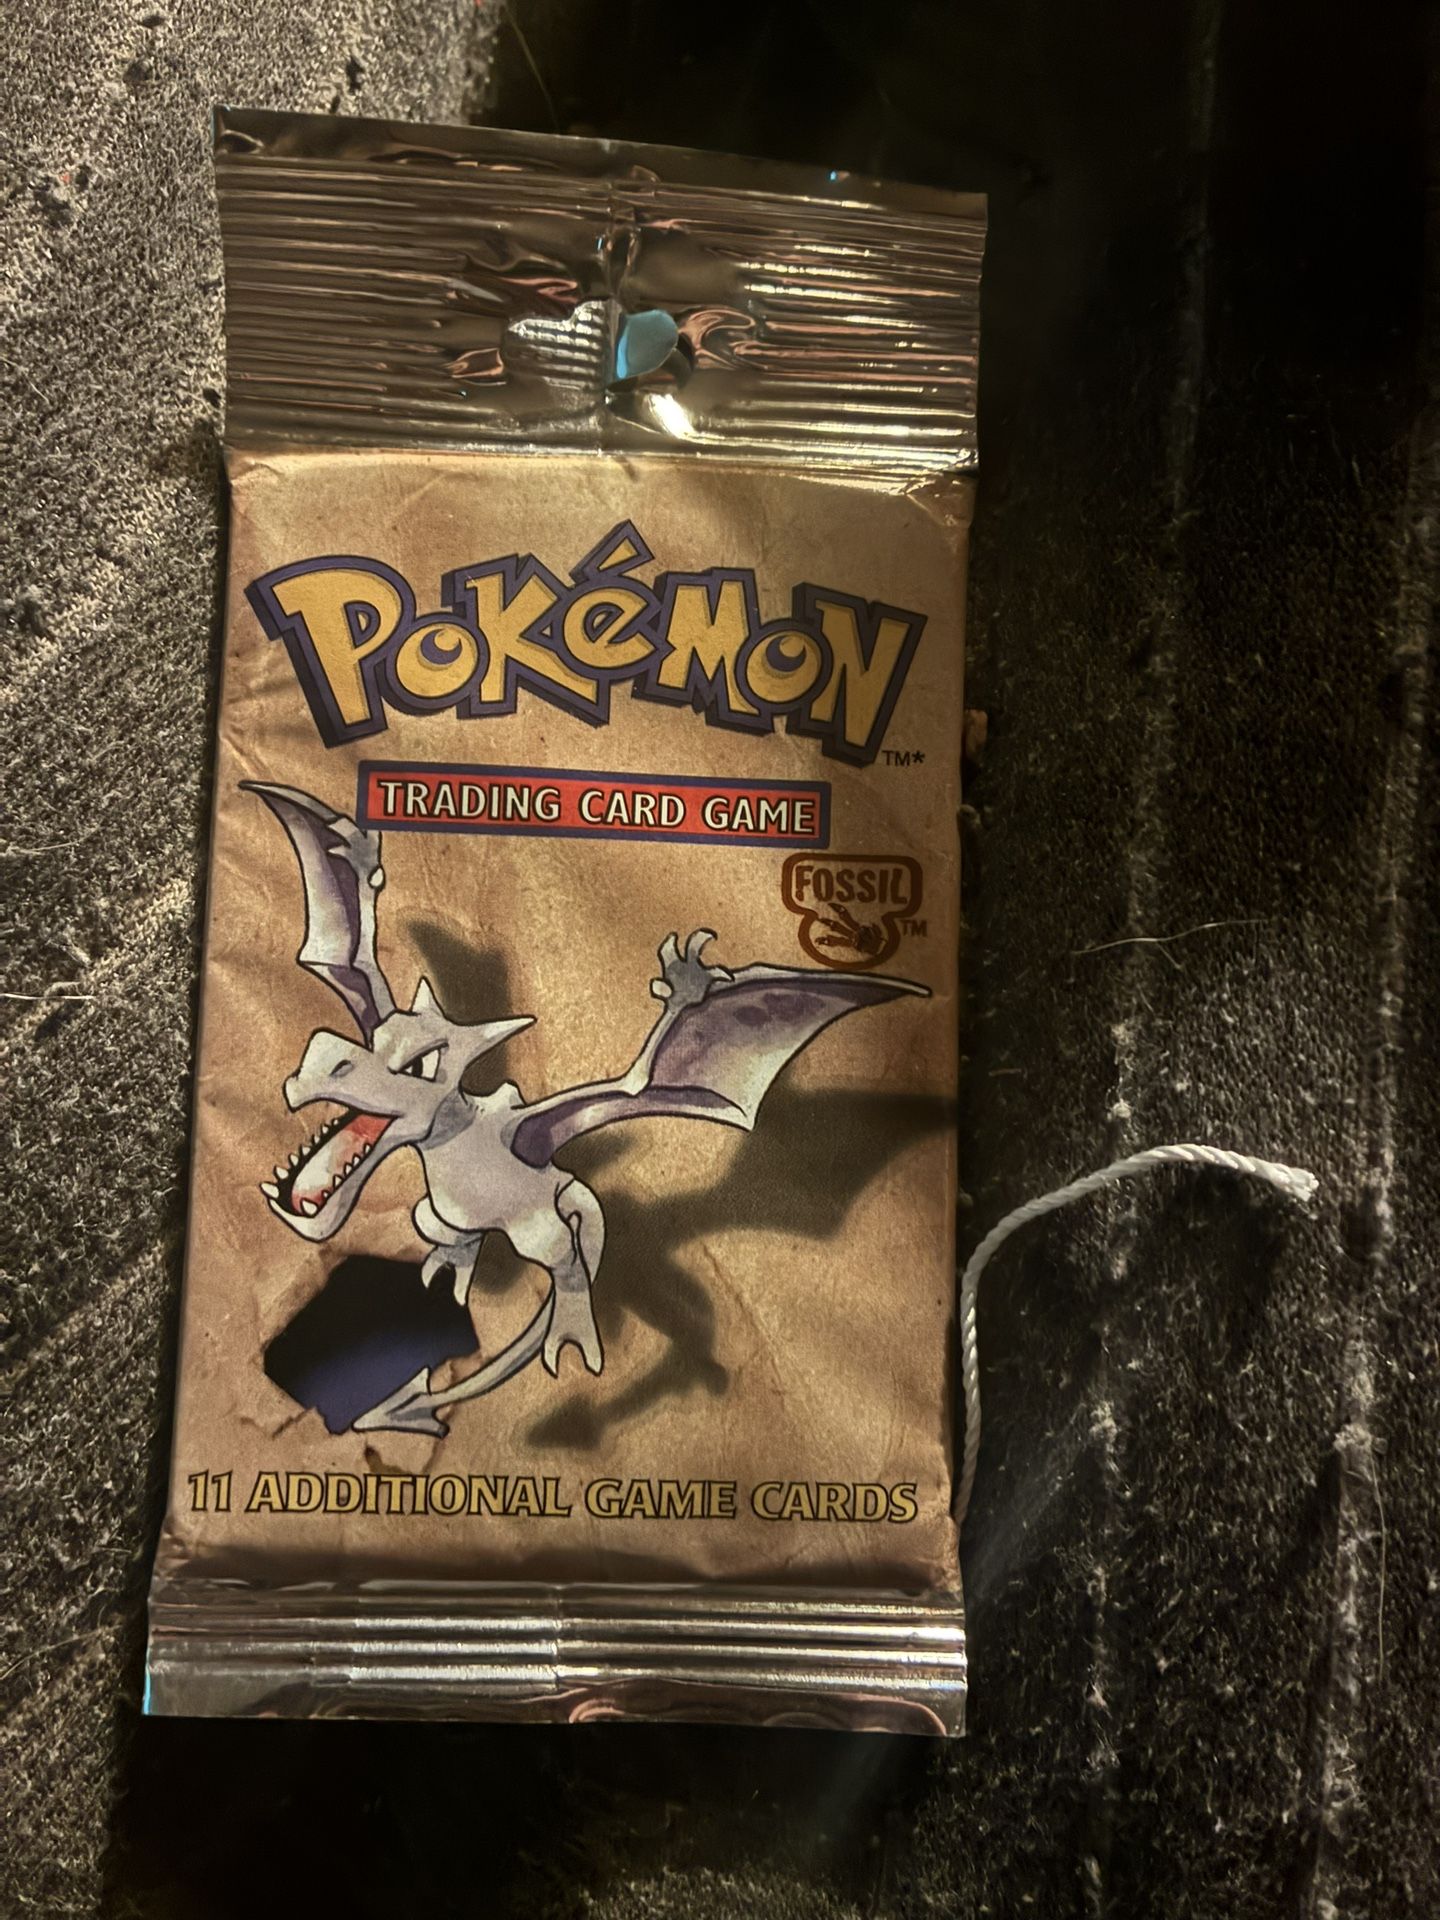 POKéMON
TM*
TRADING CARD GAME
FOSSIL
TM
11 ADDITIONAL GAME CARDS